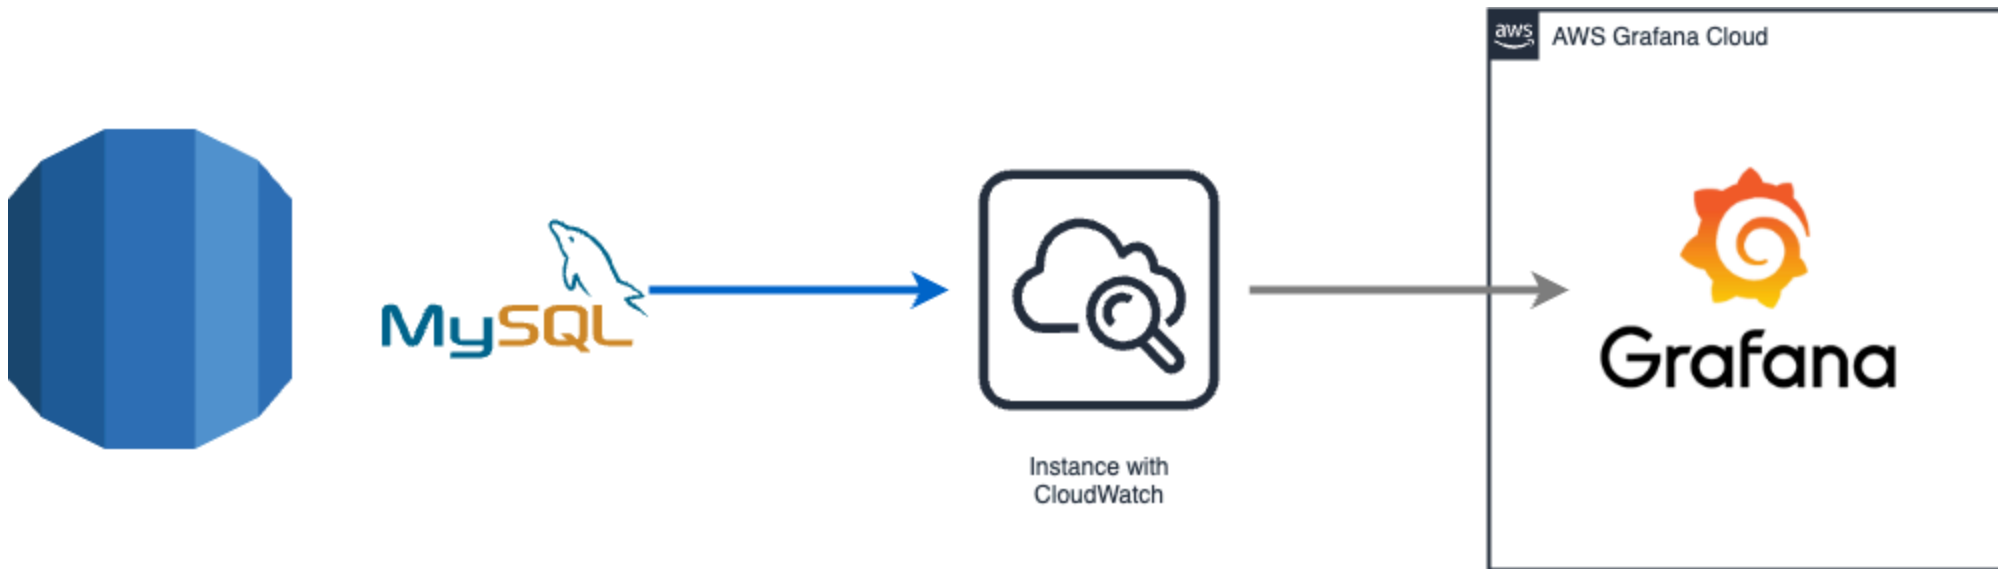 aws
AWS Grafana Cloud
MySQL
Grafana
Instance with
CloudWatch